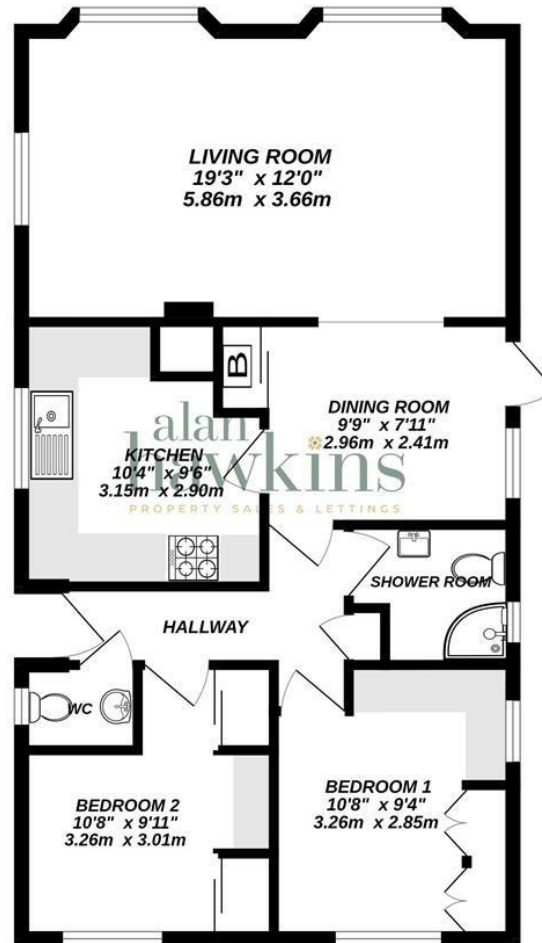 LIVING ROOM
19'3" x 12'0"
5.86m x 3.66m
B
DINING ROOM
9'9" x 7'11"
2.96m x 2.41m
alan
hawkins
PROPERTY SALES & LETTINGS
KITCHEN
10'4" x 9'6"
3.15m x 2.90m
SHOWER ROOM
HALLWAY
WC
BEDROOM 2
10'8" x 9'11"
3.26m x 3.01m
BEDROOM 1
10'8" x 9'4"
3.26m x 2.85m